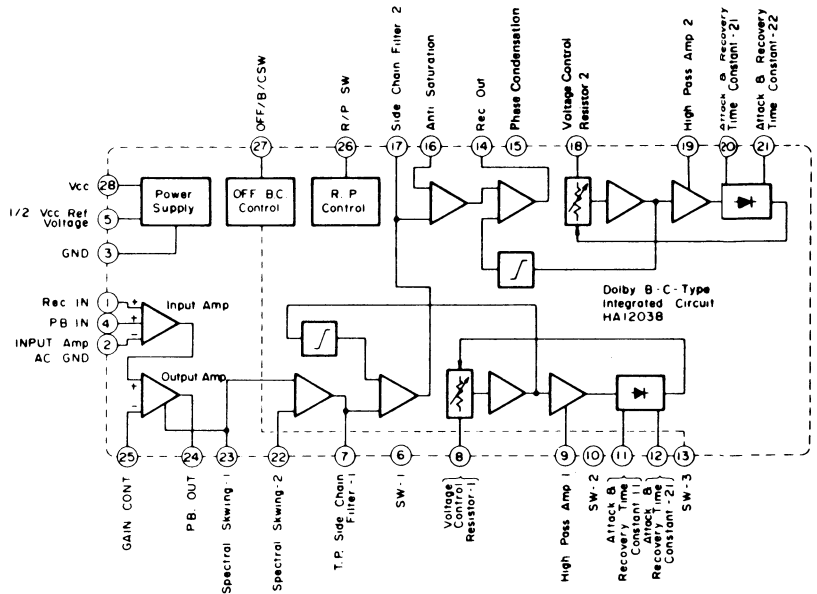 Side Chain Filter 2
Anti Saturation
Rec Out
Phase Condensation
Voltage Control
Resistor 2
High Pass Amp 2
Attack & Recovery
Time Constant-21
Attack & Recovery
Time Constant-22
OFF/B/CSW
R/P SW
27
26
17
16
14
15
18
19
20
21
Vcc
28
Power
Supply
OFF B.C.
Control
R.P
Control
1/2 Vcc Ref
Voltage
5
GND
3
Dolby B-C-Type
Integrated Circuit
HA12038
Rec IN
1
+
Input Amp
PB IN
4
+
INPUT Amp
AC GND
2
−
Output Amp
+
−
25
24
23
22
7
6
8
9
10
11
12
13
GAIN CONT
P.B. OUT
Spectral Skwing-1
Spectral Skwing-2
T.P. Side Chain
Filter-1
SW-1
Voltage
Control
Resistor-1
High Pass Amp 1
SW-2
Attack &
Recovery Time
Constant 11
Attack &
Recovery Time
Constant-21
SW-3